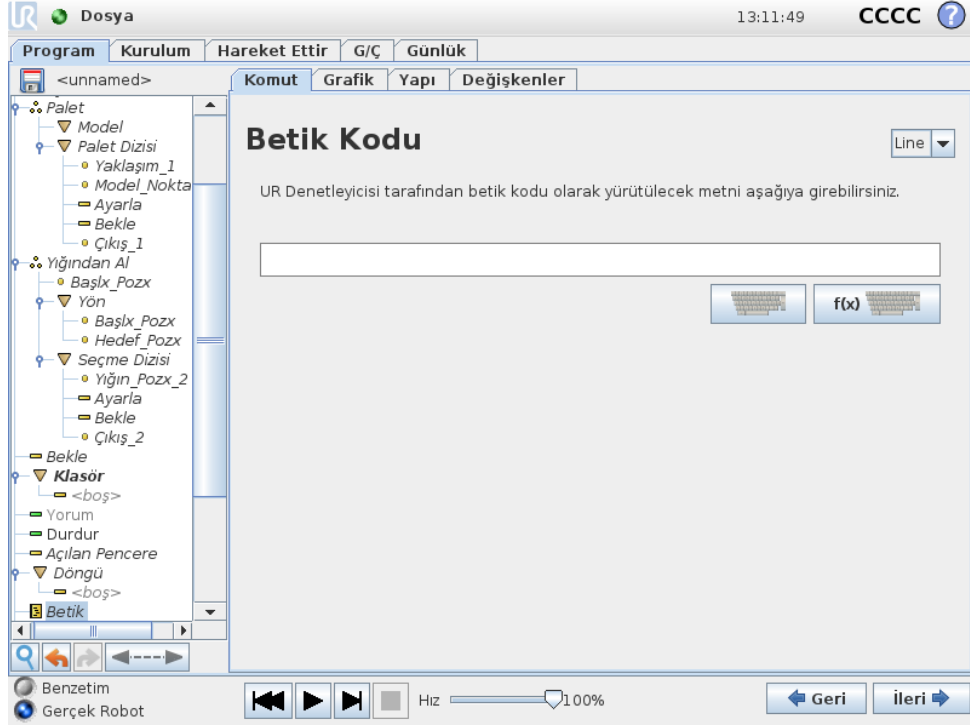 UR Dosya 13:11:49 CCCC ?
Program Kurulum Hareket Ettir G/Ç Günlük
<unnamed> Komut Grafik Yapı Değişkenler
Palet
Model
Palet Dizisi
Yaklaşım_1
Model_Nokta
Ayarla
Bekle
Çıkış_1
Yığından Al
Başlx_Pozx
Yön
Başlx_Pozx
Hedef_Pozx
Seçme Dizisi
Yığın_Pozx_2
Ayarla
Bekle
Çıkış_2
Bekle
Klasör
<boş>
Yorum
Durdur
Açılan Pencere
Döngü
<boş>
Betik
Betik Kodu
Line
UR Denetleyicisi tarafından betik kodu olarak yürütülecek metni aşağıya girebilirsiniz.
f(x)
Benzetim
Gerçek Robot
Hız 100%
Geri İleri